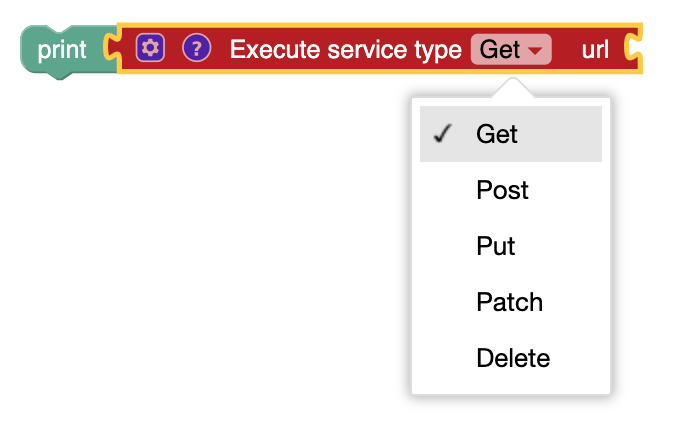 print ? Execute service type Get url
Get
Post
Put
Patch
Delete